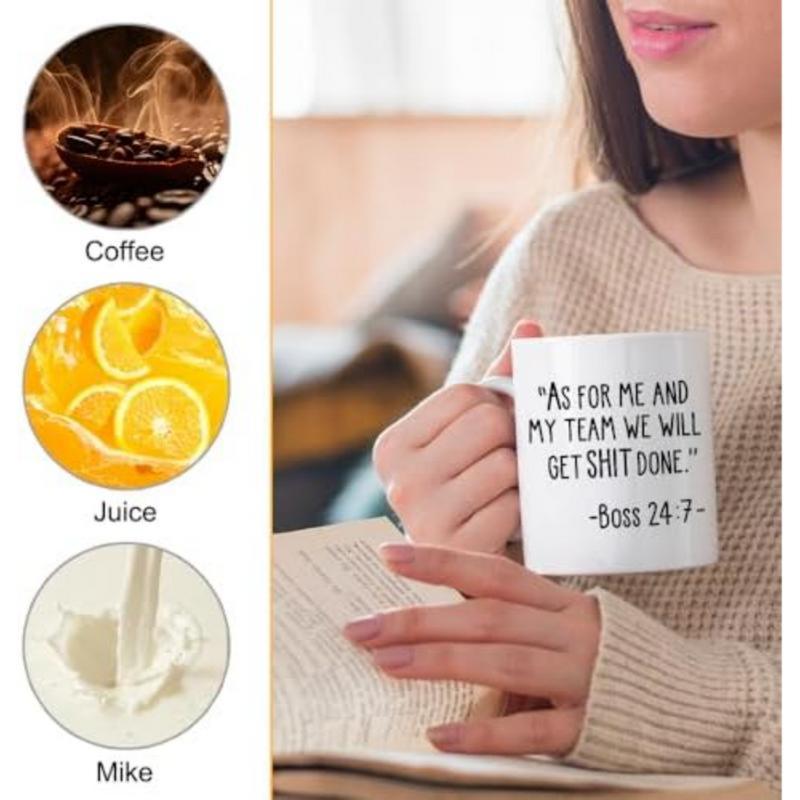 Coffee
Juice
Mike
"AS FOR ME AND
MY TEAM WE WILL
GET SHIT DONE."
-BOSS 24:7-